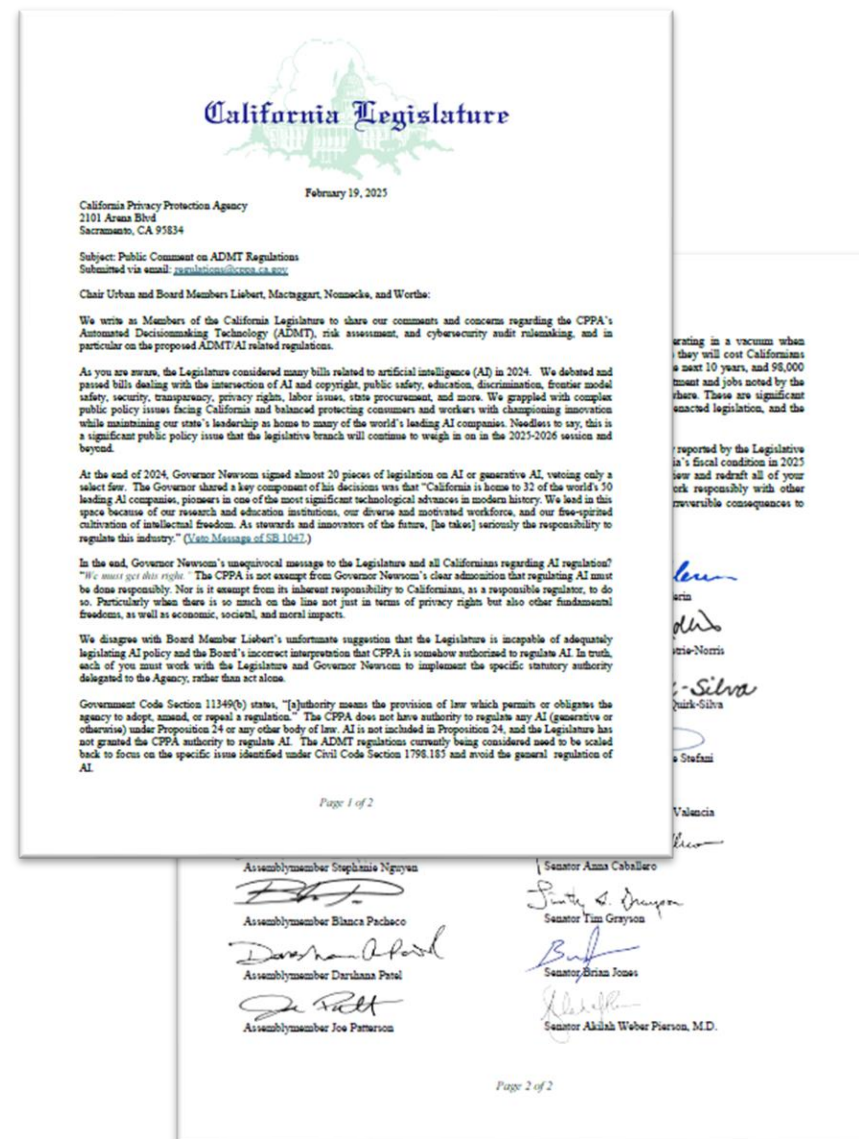 California Legislature
February 19, 2025
California Privacy Protection Agency
2101 Arena Blvd
Sacramento, CA 95834
Subject: Public Comment on ADMT Regulations
Submitted via email: regulations@cppa.ca.gov
Chair Urban and Board Members Liebert, Mactaggart, Nonnecke, and Worthe:
We write as Members of the California Legislature to share our comments and concerns regarding the CPPA's
Automated Decisionmaking Technology (ADMT), risk assessment, and cybersecurity audit rulemaking, and in
particular on the proposed ADMT/AI related regulations.
As you are aware, the Legislature considered many bills related to artificial intelligence (AI) in 2024. We debated and
passed bills dealing with the intersection of AI and copyright, public safety, education, discrimination, frontier model
safety, security, transparency, privacy rights, labor issues, state procurement, and more. We grappled with complex
public policy issues facing California and balanced protecting consumers and workers with championing innovation
while maintaining our state's leadership as home to many of the world's leading AI companies. Needless to say, this is
a significant public policy issue that the legislative branch will continue to weigh in on in the 2025-2026 session and
beyond.
At the end of 2024, Governor Newsom signed almost 20 pieces of legislation on AI or generative AI, vetoing only a
select few. The Governor shared a key component of his decisions was that "California is home to 32 of the world's 50
leading AI companies, pioneers in one of the most significant technological advances in modern history. We lead in this
space because of our research and education institutions, our diverse and motivated workforce, and our free-spirited
cultivation of intellectual freedom. As stewards and innovators of the future, [he takes] seriously the responsibility to
regulate this industry." (Veto Message of SB 1047.)
In the end, Governor Newsom's unequivocal message to the Legislature and all Californians regarding AI regulation?
"We must get this right." The CPPA is not exempt from Governor Newsom's clear admonition that regulating AI must
be done responsibly. Nor is it exempt from its inherent responsibility to Californians, as a responsible regulator, to do
so. Particularly when there is so much on the line not just in terms of privacy rights but also other fundamental
freedoms, as well as economic, societal, and moral impacts.
We disagree with Board Member Liebert's unfortunate suggestion that the Legislature is incapable of adequately
legislating AI policy and the Board's incorrect interpretation that CPPA is somehow authorized to regulate AI. In truth,
each of you must work with the Legislature and Governor Newsom to implement the specific statutory authority
delegated to the Agency, rather than act alone.
Government Code Section 11349(b) states, "[a]uthority means the provision of law which permits or obligates the
agency to adopt, amend, or repeal a regulation." The CPPA does not have authority to regulate any AI (generative or
otherwise) under Proposition 24 or any other body of law. AI is not included in Proposition 24, and the Legislature has
not granted the CPPA authority to regulate AI. The ADMT regulations currently being considered need to be scaled
back to focus on the specific issue identified under Civil Code Section 1798.185 and avoid the general regulation of
AI.
Page 1 of 2
erating in a vacuum when
they will cost Californians
e next 10 years, and 98,000
tment and jobs noted by the
where. These are significant
enacted legislation, and the
reported by the Legislative
ia's fiscal condition in 2025
iew and redraft all of your
ork responsibly with other
rreversible consequences to
erin
trie-Norris
Quirk-Silva
Stefani
Valencia
Assemblymember Stephanie Nguyen
Senator Anna Caballero
Assemblymember Blanca Pacheco
Senator Tim Grayson
Assemblymember Darshana Patel
Senator Brian Jones
Assemblymember Joe Patterson
Senator Akilah Weber Pierson, M.D.
Page 2 of 2